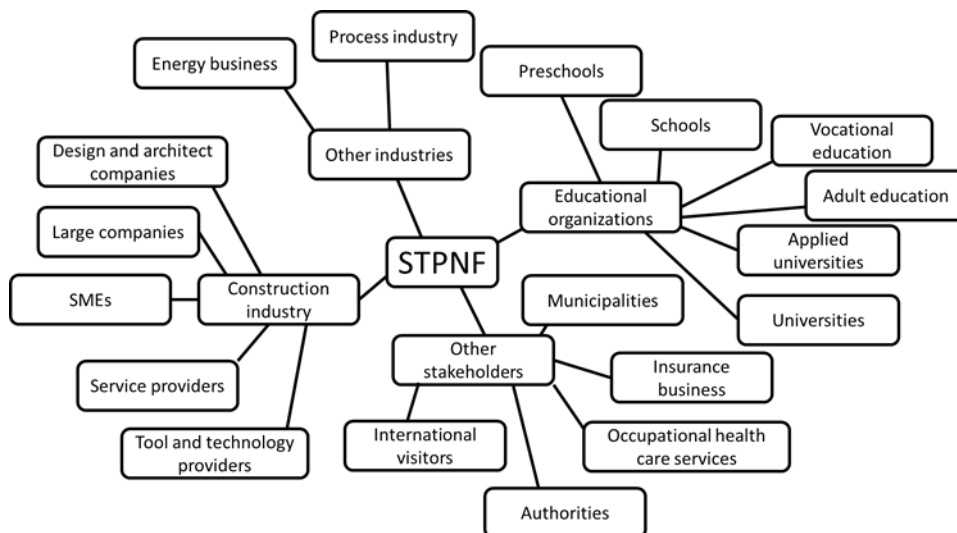 Process industry
Energy business
Preschools
Schools
Vocational
education
Design and architect
companies
Other industries
Educational
organizations
Adult education
Large companies
STPNF
Applied
universities
SMEs
Construction
industry
Municipalities
Universities
Other
stakeholders
Insurance
business
Service providers
Tool and technology
providers
International
visitors
Occupational health
care services
Authorities